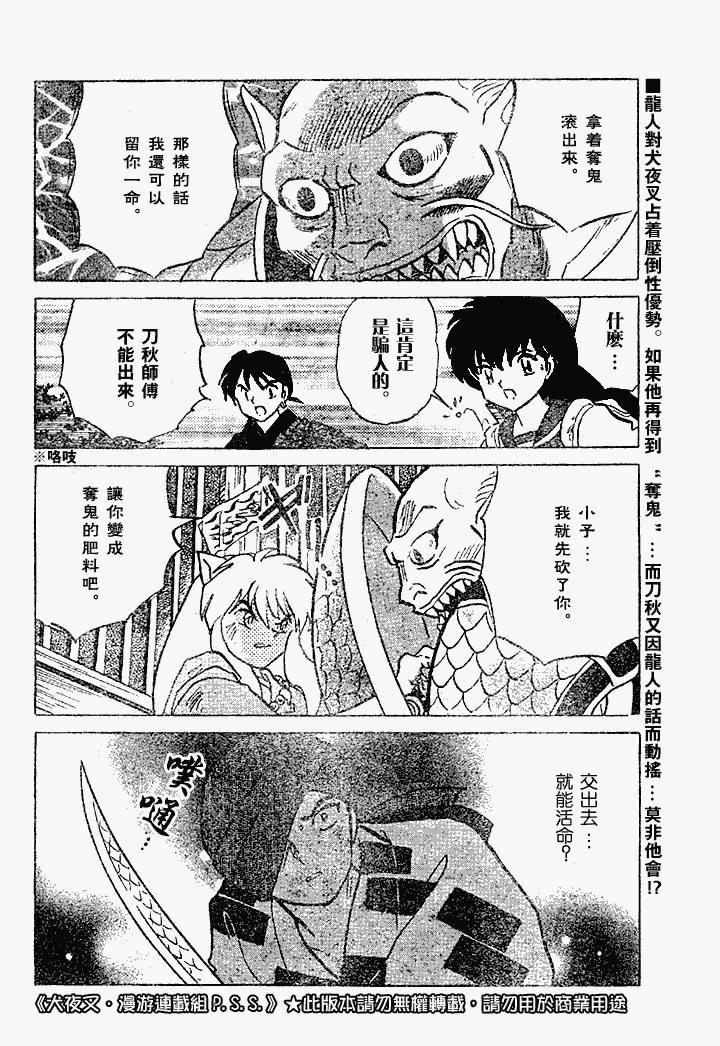 ■龍人對犬夜叉占着壓倒性優勢。如果他再得到“奪鬼”…而刀秋又因龍人的話而動搖…莫非他會!?
拿着奪鬼
滾出來。
那樣的話
我還可以
留你一命。
什麼…
這肯定
是騙人的。
刀秋師傅
不能出來。
※咯吱
小子…
我就先砍了你。
讓你變成
奪鬼的肥料吧。
交出去…
就能活命?
噗
嗵…
《犬夜叉·漫游連載組P.S.S.》★此版本請勿無權轉載，請勿用於商業用途